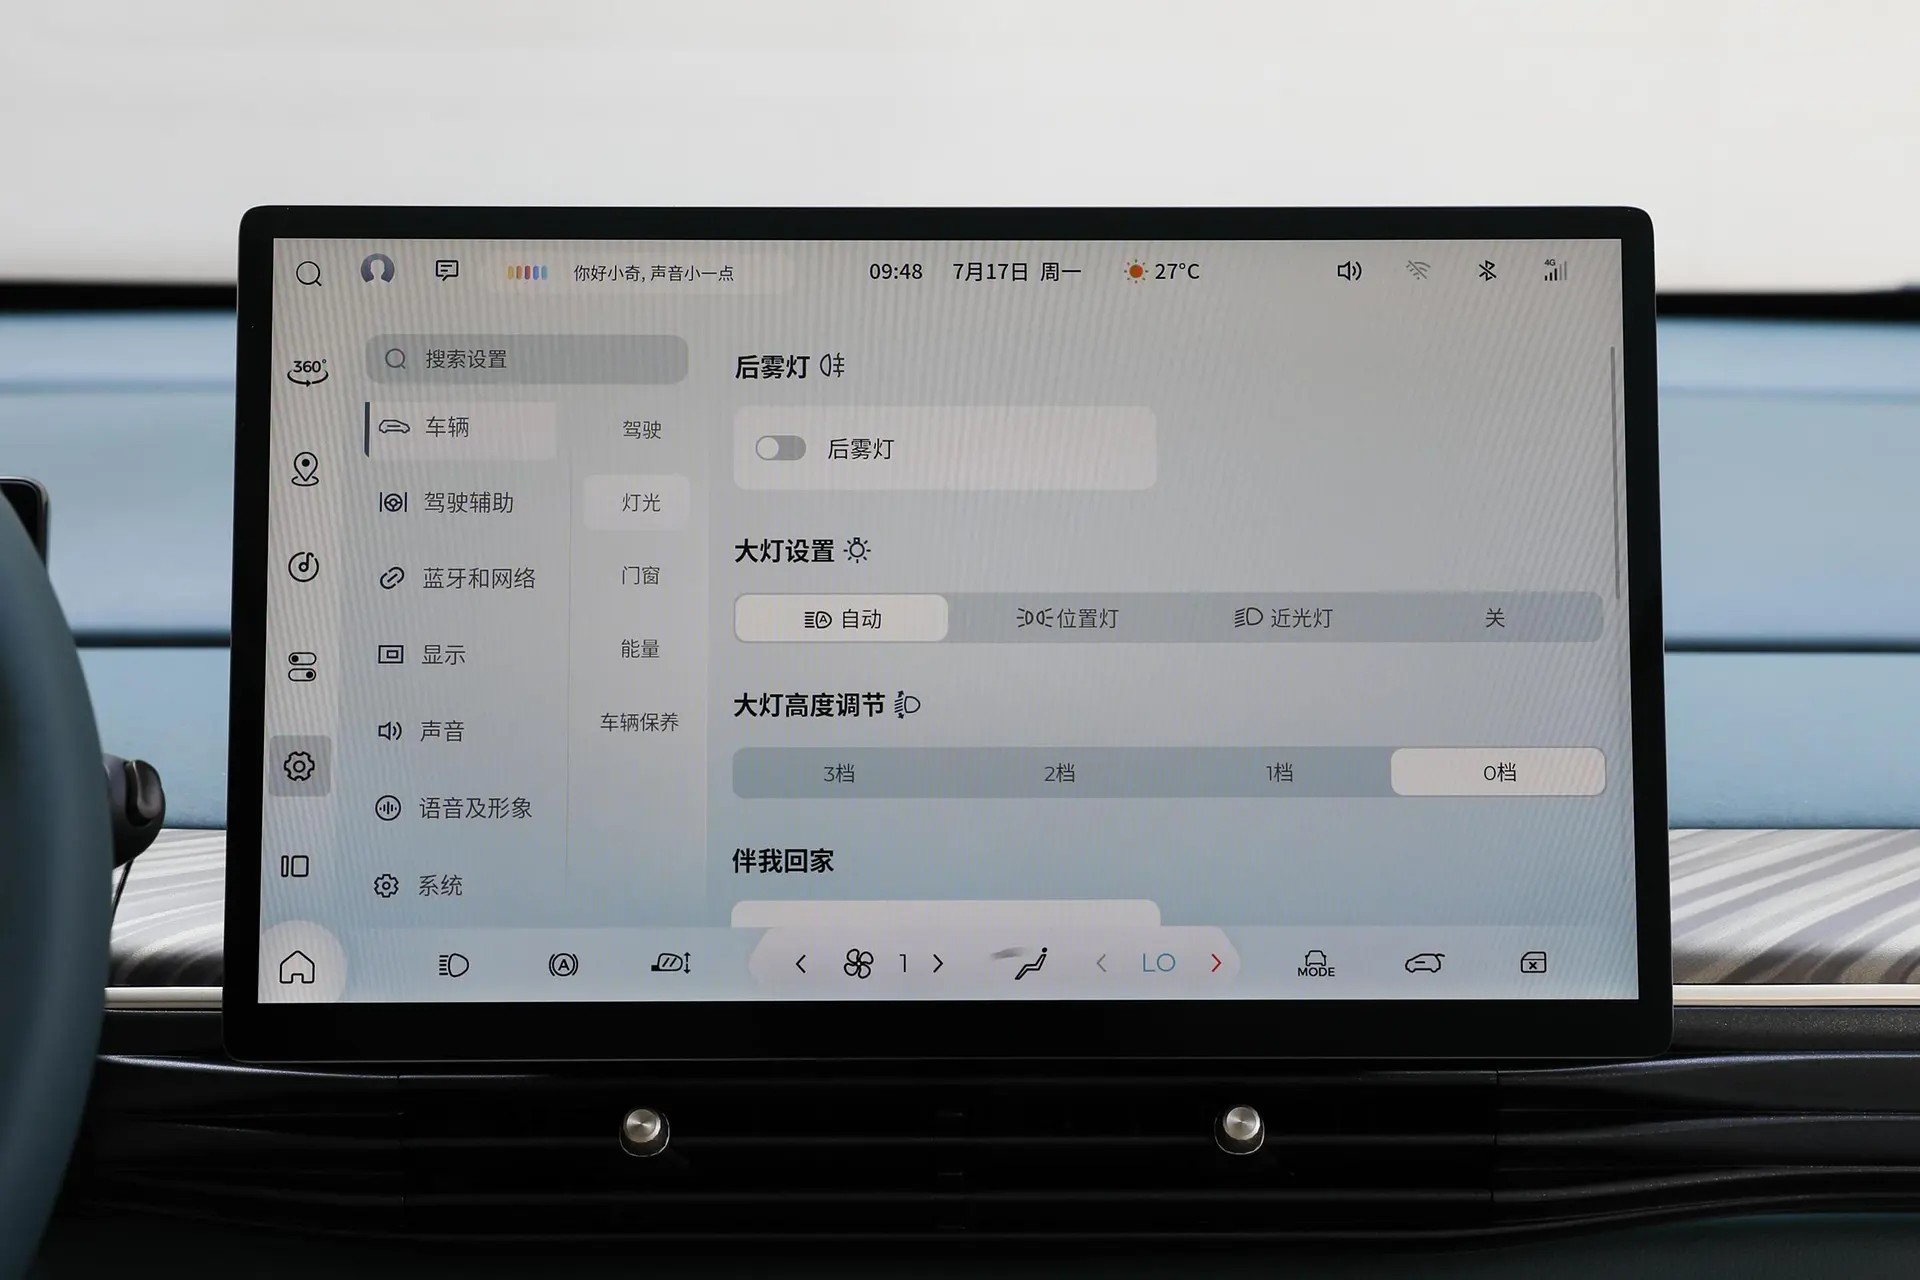 你好小奇, 声音小一点
09:48 7月17日 周一 27°C
4G
360°
搜索设置
车辆
驾驶辅助
蓝牙和网络
显示
声音
语音及形象
系统
驾驶
灯光
门窗
能量
车辆保养
后雾灯
后雾灯
大灯设置
A 自动 位置灯 近光灯 关
大灯高度调节
3档 2档 1档 0档
伴我回家
A
1
LO
MODE